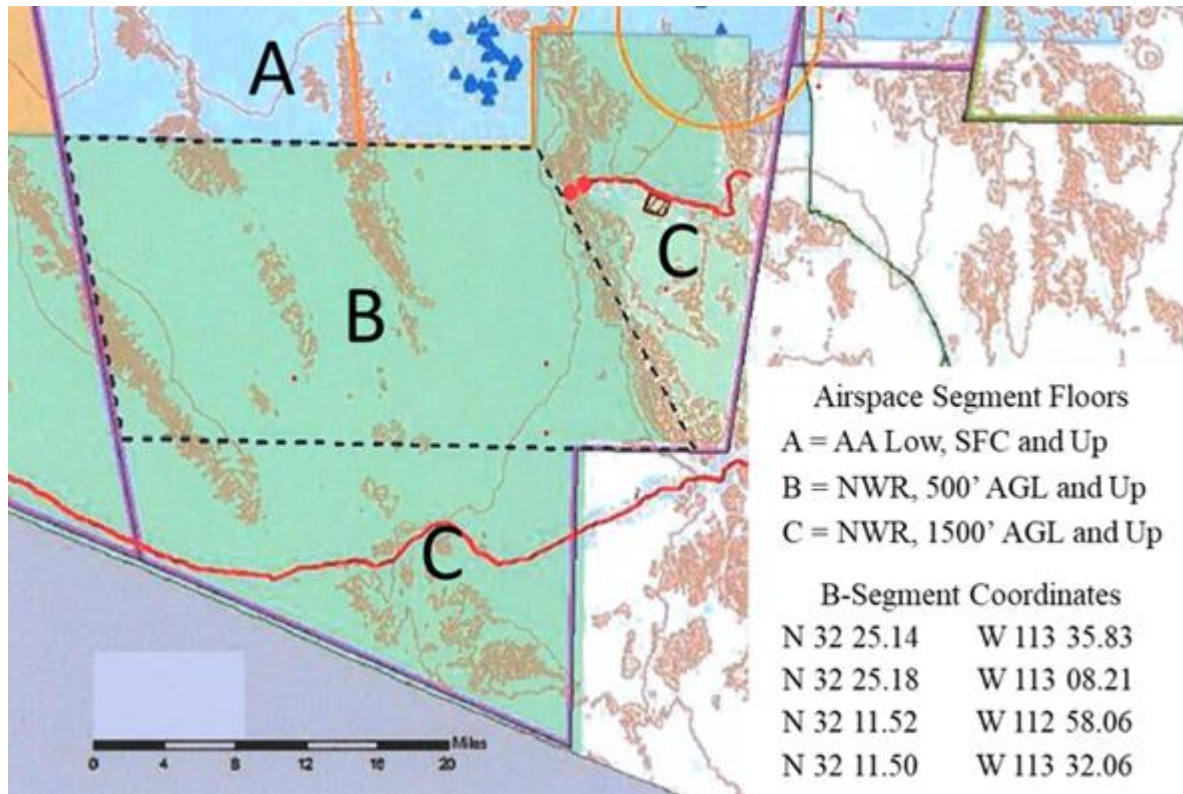 A
B
C
C
Airspace Segment Floors
A = AA Low, SFC and Up
B = NWR, 500’ AGL and Up
C = NWR, 1500’ AGL and Up
B-Segment Coordinates
N 32 25.14 W 113 35.83
N 32 25.18 W 113 08.21
N 32 11.52 W 112 58.06
N 32 11.50 W 113 32.06
Miles
0 4 8 12 16 20